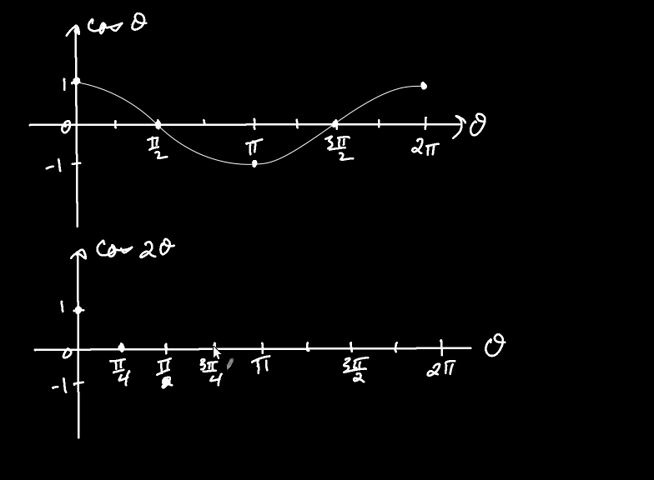 cos θ
1
0
θ
π/2 π 3π/2 2π
-1
cos 2θ
1
0
θ
π/4 π/2 3π/4 π 3π/2 2π
-1